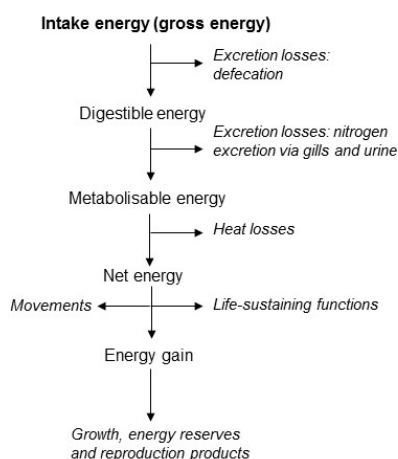 Intake energy (gross energy)
Excretion losses:
defecation
Digestible energy
Excretion losses: nitrogen
excretion via gills and urine
Metabolisable energy
Heat losses
Net energy
Movements
Life-sustaining functions
Energy gain
Growth, energy reserves
and reproduction products